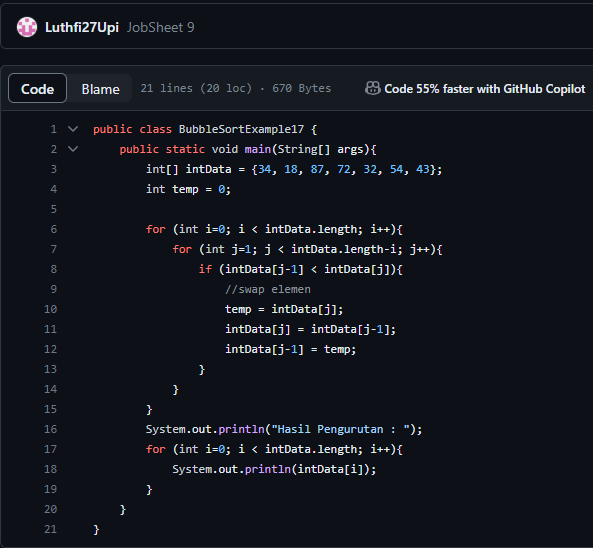 Luthfi27Upi JobSheet 9
Code Blame 21 lines (20 loc) · 670 Bytes Code 55% faster with GitHub Copilot
1 public class BubbleSortExample17 {
2 public static void main(String[] args){
3 int[] intData = {34, 18, 87, 72, 32, 54, 43};
4 int temp = 0;
5
6 for (int i=0; i < intData.length; i++){
7 for (int j=1; j < intData.length-i; j++){
8 if (intData[j-1] < intData[j]){
9 //swap elemen
10 temp = intData[j];
11 intData[j] = intData[j-1];
12 intData[j-1] = temp;
13 }
14 }
15 }
16 System.out.println("Hasil Pengurutan : ");
17 for (int i=0; i < intData.length; i++){
18 System.out.println(intData[i]);
19 }
20 }
21 }